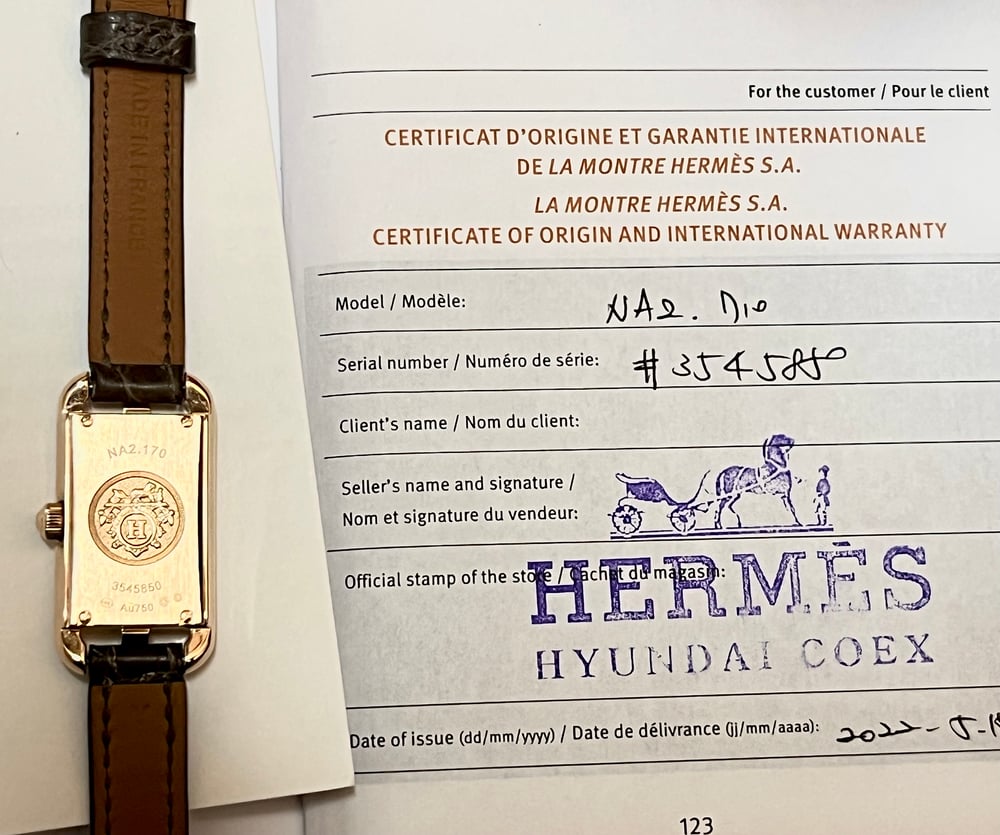 MADE IN FRANCE
NA2.170
H
3545850
Au750
For the customer / Pour le client
CERTIFICAT D'ORIGINE ET GARANTIE INTERNATIONALE
DE LA MONTRE HERMÈS S.A.
LA MONTRE HERMÈS S.A.
CERTIFICATE OF ORIGIN AND INTERNATIONAL WARRANTY
Model / Modèle: NA2.
Serial number / Numéro de série: #3545850
Client's name / Nom du client:
Seller's name and signature /
Nom et signature du vendeur:
Official stamp of the store / Cachet du magasin:
HERMÈS
HYUNDAI COEX
Date of issue (dd/mm/yyyy) / Date de délivrance (jj/mm/aaaa): 2022-5-
123